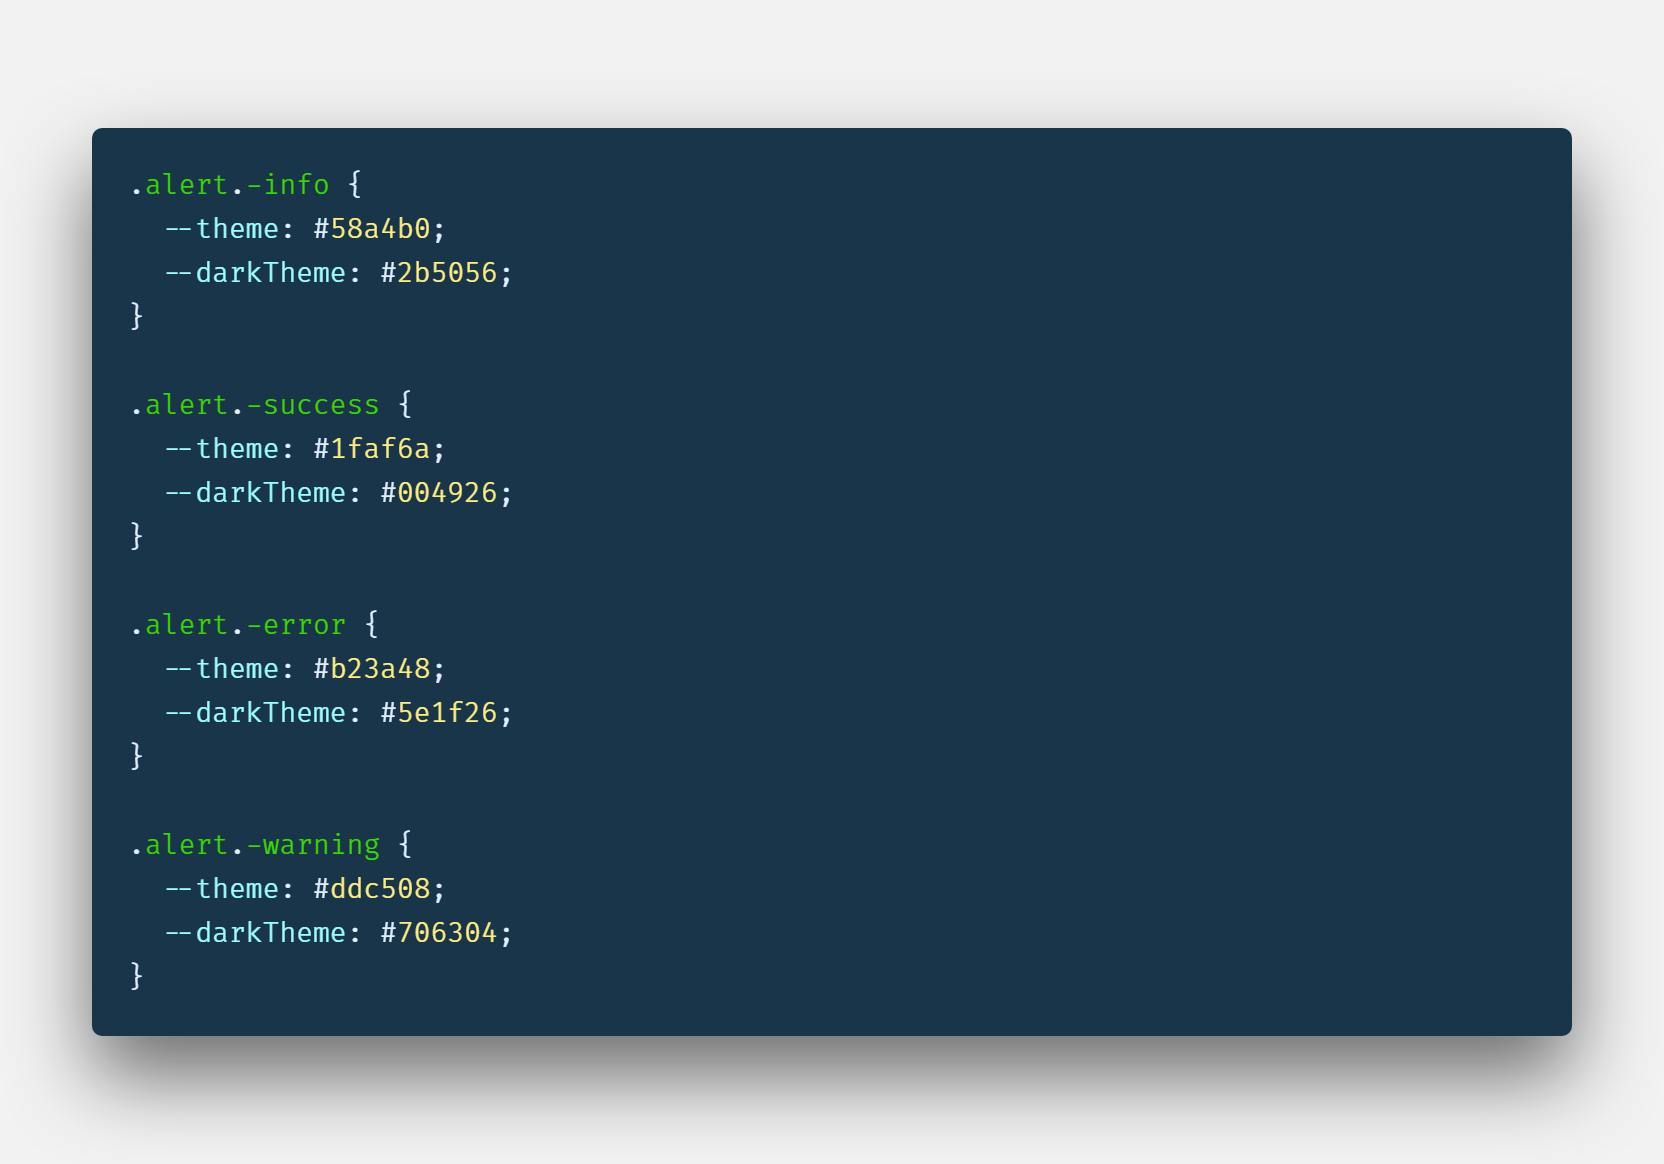 .alert.-info {
  --theme: #58a4b0;
  --darkTheme: #2b5056;
}

.alert.-success {
  --theme: #1faf6a;
  --darkTheme: #004926;
}

.alert.-error {
  --theme: #b23a48;
  --darkTheme: #5e1f26;
}

.alert.-warning {
  --theme: #ddc508;
  --darkTheme: #706304;
}